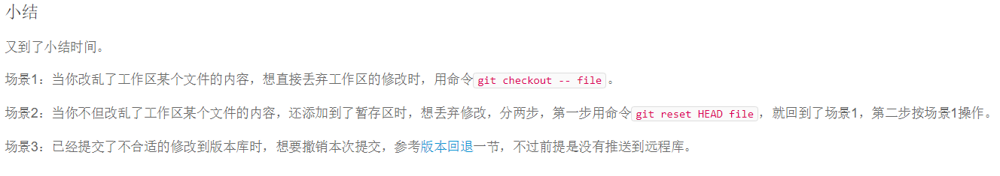 小结
又到了小结时间。
场景1：当你改乱了工作区某个文件的内容，想直接丢弃工作区的修改时，用命令git checkout -- file。
场景2：当你不但改乱了工作区某个文件的内容，还添加到了暂存区时，想丢弃修改，分两步，第一步用命令git reset HEAD file，就回到了场景1，第二步按场景1操作。
场景3：已经提交了不合适的修改到版本库时，想要撤销本次提交，参考版本回退一节，不过前提是没有推送到远程库。